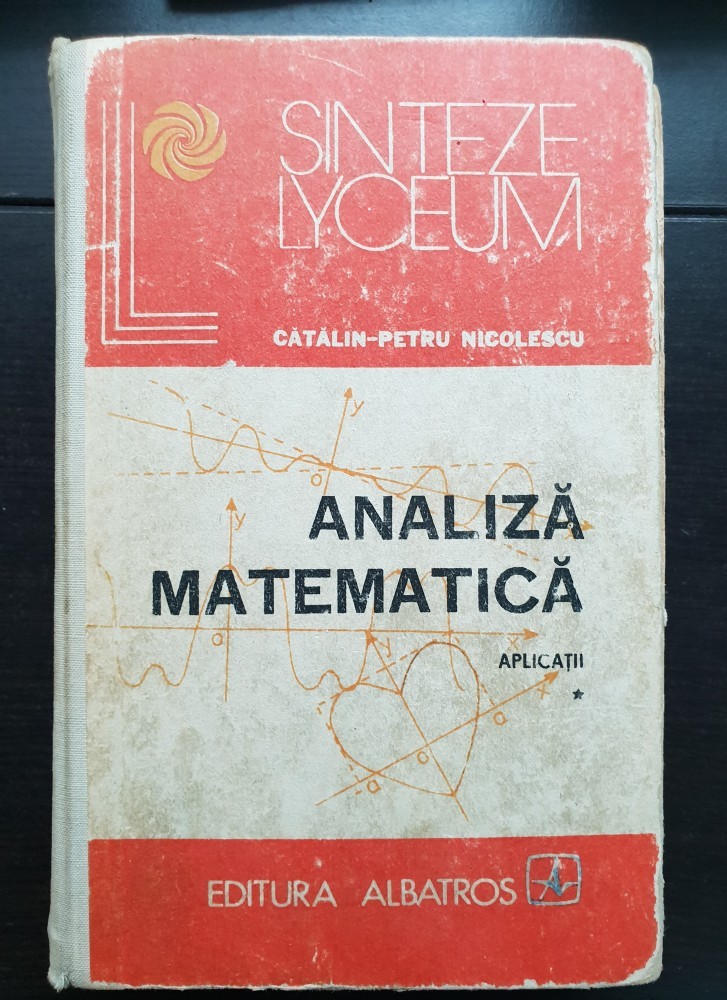 SINTEZE
LYCEUM
CĂTĂLIN-PETRU NICOLESCU
y
O
ANALIZĂ
x
y
MATEMATICĂ
O
x
y
APLICAȚII
*
x
a
O
a
EDITURA ALBATROS